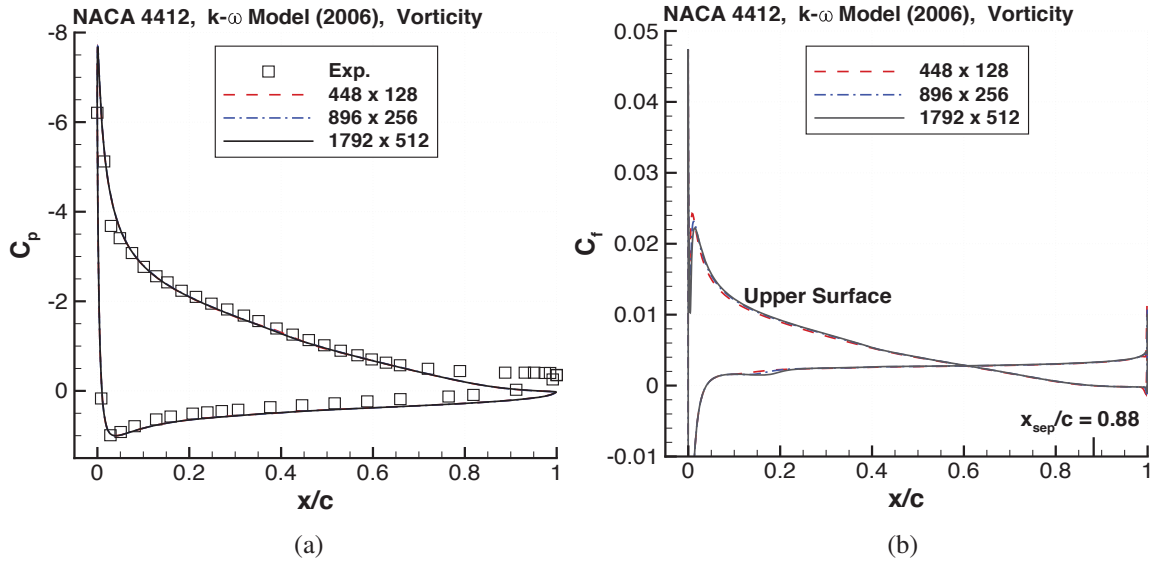 NACA 4412, k-ω Model (2006), Vorticity
-8
-6
-4
-2
0
Cp
Exp.
448 x 128
896 x 256
1792 x 512
0
0.2
0.4
0.6
0.8
1
x/c
(a)
NACA 4412, k-ω Model (2006), Vorticity
0.05
0.04
0.03
0.02
0.01
0
-0.01
Cf
448 x 128
896 x 256
1792 x 512
Upper Surface
xsep/c = 0.88
0
0.2
0.4
0.6
0.8
1
x/c
(b)